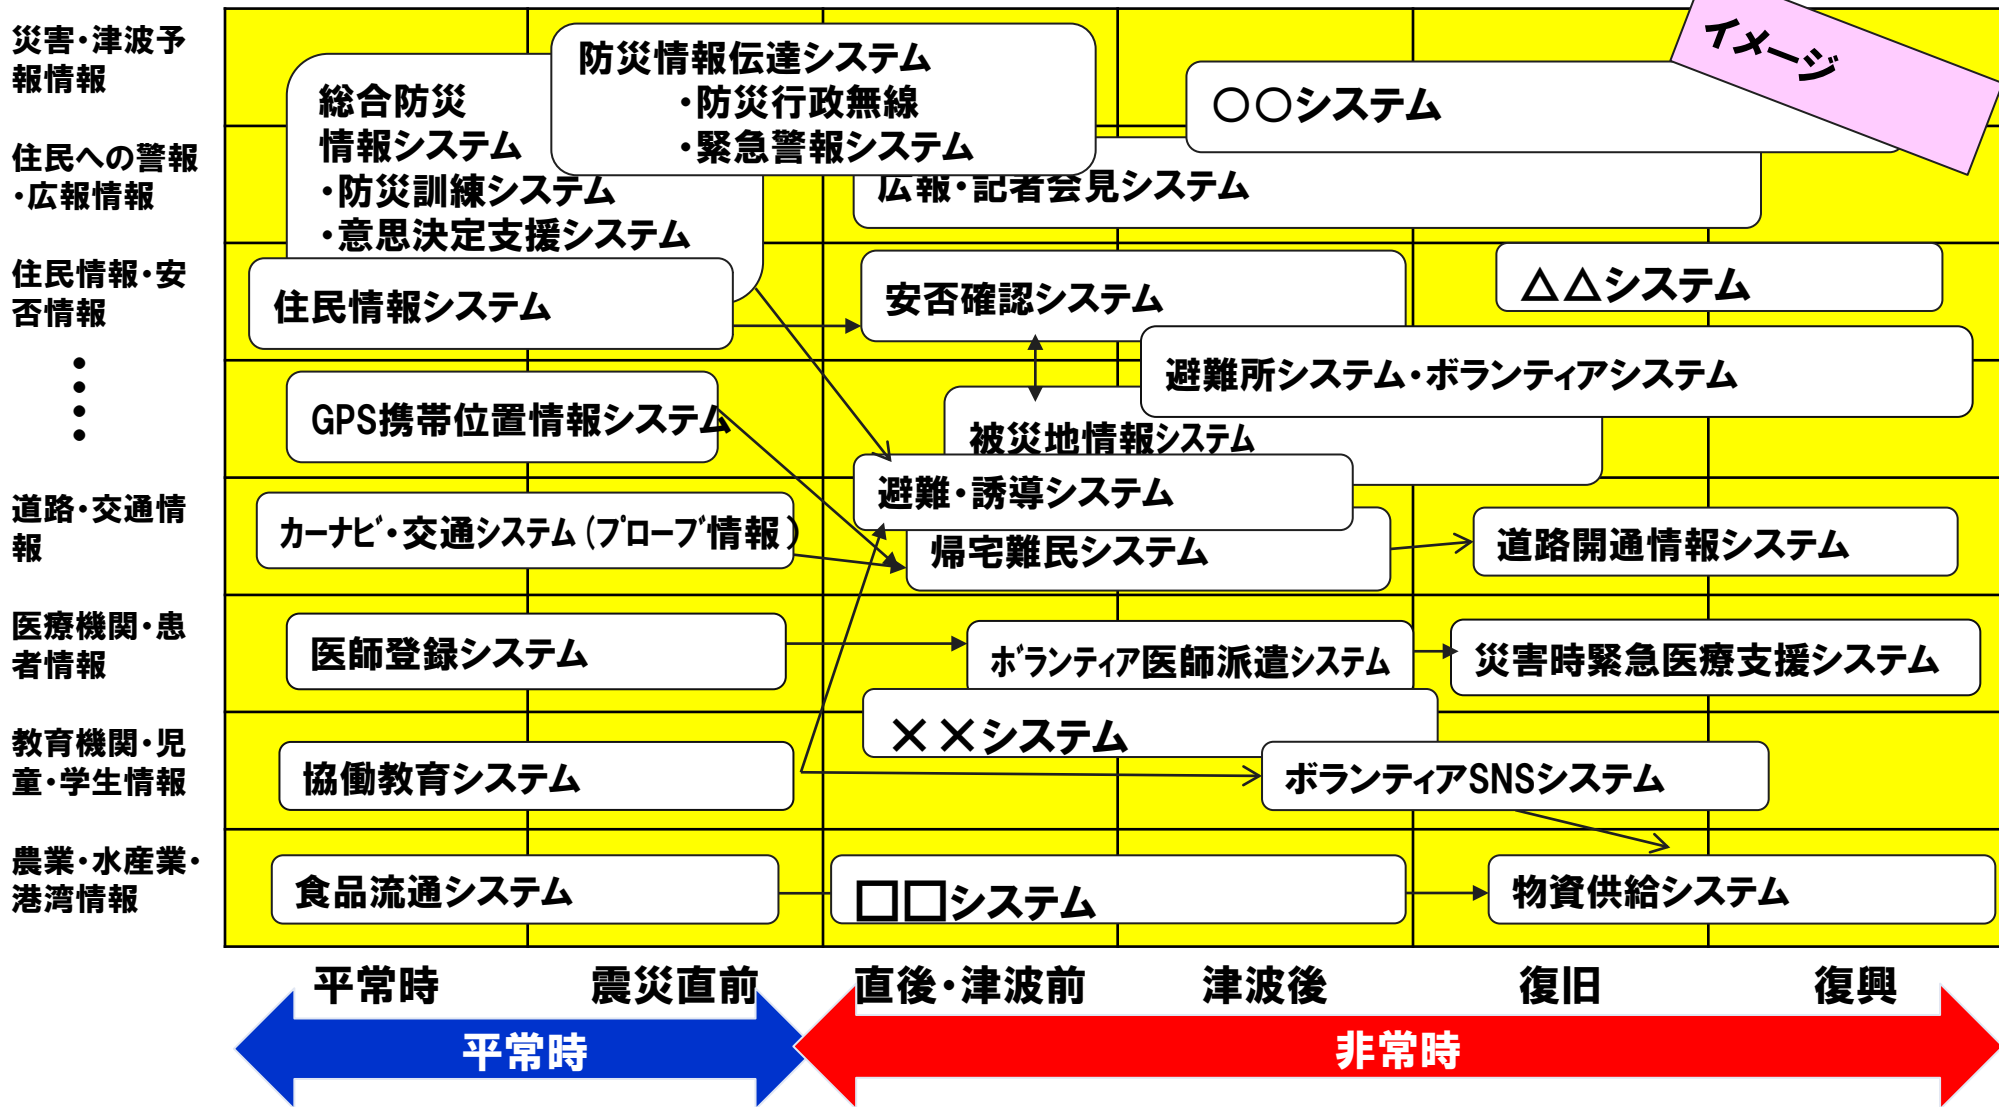 災害・津波予
報情報
住民への警報
・広報情報
住民情報・安
否情報
道路・交通情
報
医療機関・患
者情報
教育機関・児
童・学生情報
農業・水産業・
港湾情報
イメージ
総合防災
情報システム
・防災訓練システム
・意思決定支援システム
防災情報伝達システム
・防災行政無線
・緊急警報システム
○○システム
広報・記者会見システム
住民情報システム
安否確認システム
△△システム
避難所システム・ボランティアシステム
GPS携帯位置情報システム
被災地情報システム
避難・誘導システム
カーナビ・交通システム(プローブ情報)
帰宅難民システム
道路開通情報システム
医師登録システム
ボランティア医師派遣システム
災害時緊急医療支援システム
××システム
協働教育システム
ボランティアSNSシステム
食品流通システム
□□システム
物資供給システム
平常時
震災直前
直後・津波前
津波後
復旧
復興
平常時
非常時